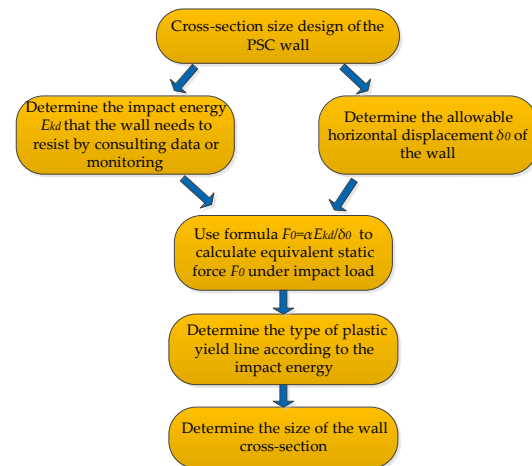 Cross-section size design of the
PSC wall
Determine the impact energy
Ekd that the wall needs to
resist by consulting data or
monitoring
Determine the allowable
horizontal displacement δ0 of
the wall
Use formula F0=αEkd/δ0 to
calculate equivalent static
force F0 under impact load
Determine the type of plastic
yield line according to the
impact energy
Determine the size of the wall
cross-section